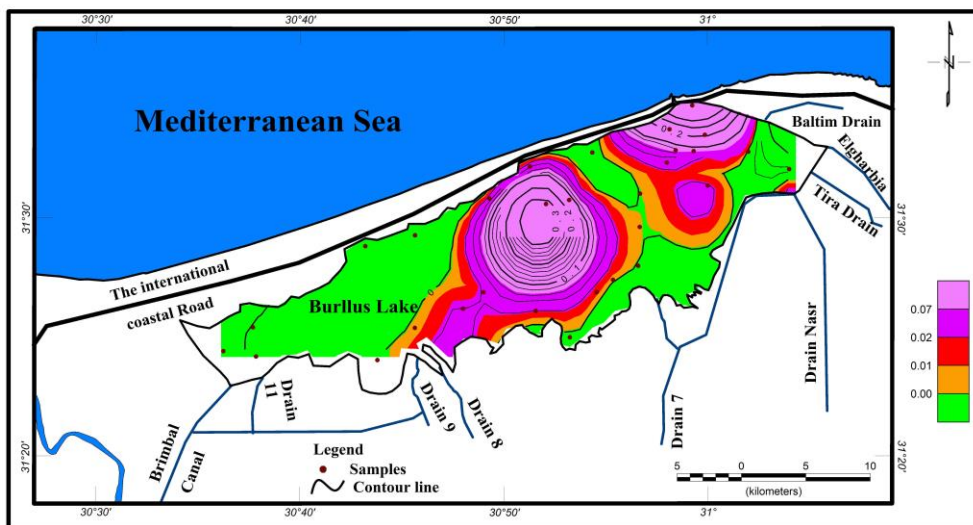 30°30'
30°40'
30°50'
31°
N
Mediterranean Sea
Baltim Drain
Elgharbia
Tira Drain
31°30'
31°30'
0.2
0.3
0.2
0.1
0
The international
coastal Road
Burllus Lake
0.07
0.02
0.01
0.00
Drain Nasr
Drain 11
Drain 9
Drain 8
Drain 7
Brimbal
Canal
Legend
Samples
Contour line
31°20'
31°20'
5 0 5 10
(kilometers)
30°30'
30°40'
30°50'
31°